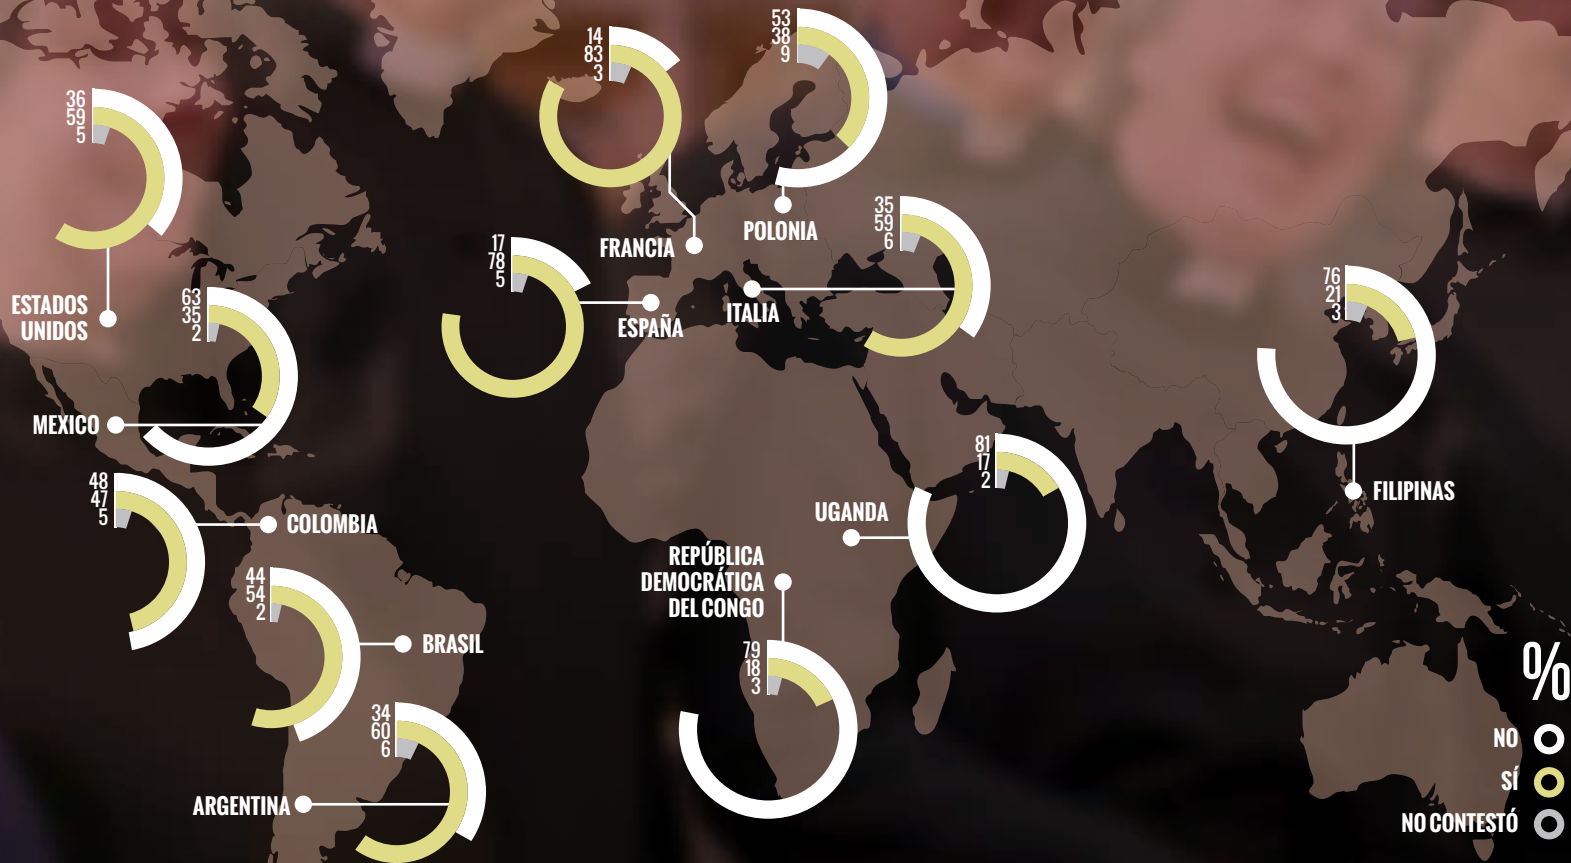 14
83
3
FRANCIA
53
38
9
POLONIA
36
59
5
ESTADOS
UNIDOS
17
78
5
ESPAÑA
35
59
6
ITALIA
76
21
3
FILIPINAS
63
35
2
MEXICO
48
47
5
COLOMBIA
81
17
2
UGANDA
REPÚBLICA
DEMOCRÁTICA
DEL CONGO
79
18
3
44
54
2
BRASIL
34
60
6
ARGENTINA
%
NO
SÍ
NO CONTESTÓ